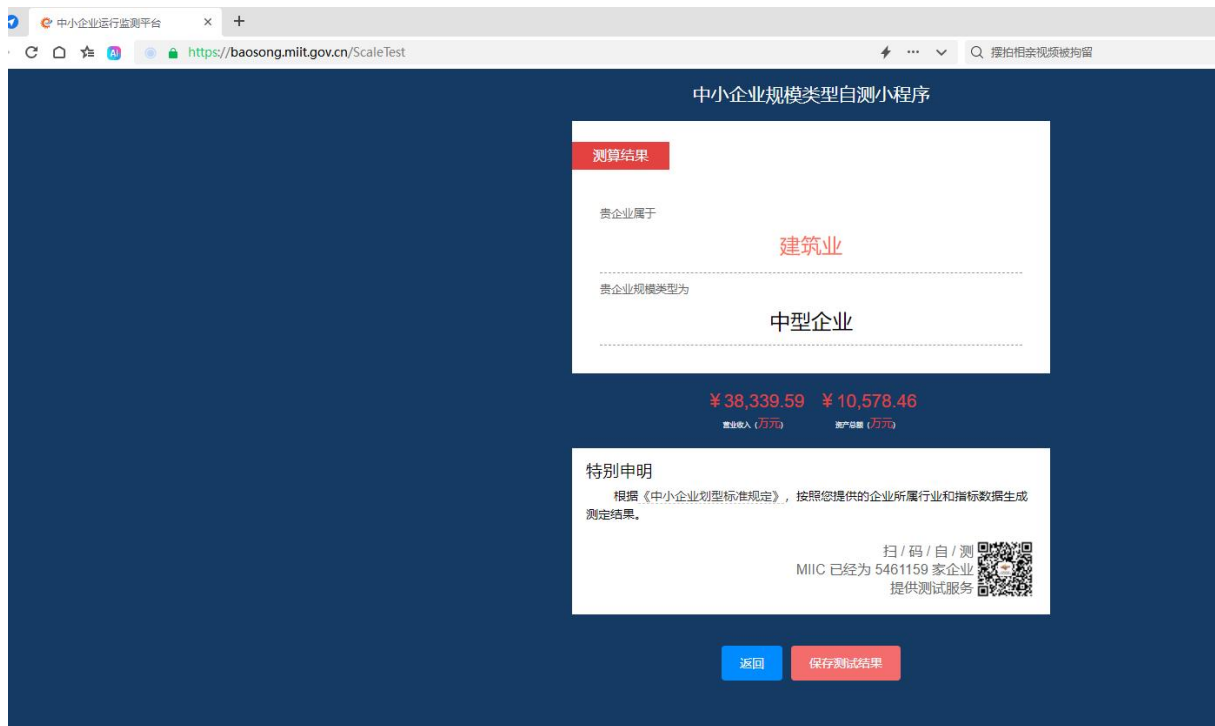 中小企业运行监测平台
https://baosong.miit.gov.cn/ScaleTest
摆拍相亲视频被拘留
中小企业规模类型自测小程序
测算结果
贵企业属于
建筑业
贵企业规模类型为
中型企业
¥38,339.59 ¥10,578.46
营业收入（万元） 资产总额（万元）
特别申明
根据《中小企业划型标准规定》，按照您提供的企业所属行业和指标数据生成
测定结果。
扫/码/自/测
MIIC 已经为 5461159 家企业
提供测试服务
返回 保存测试结果